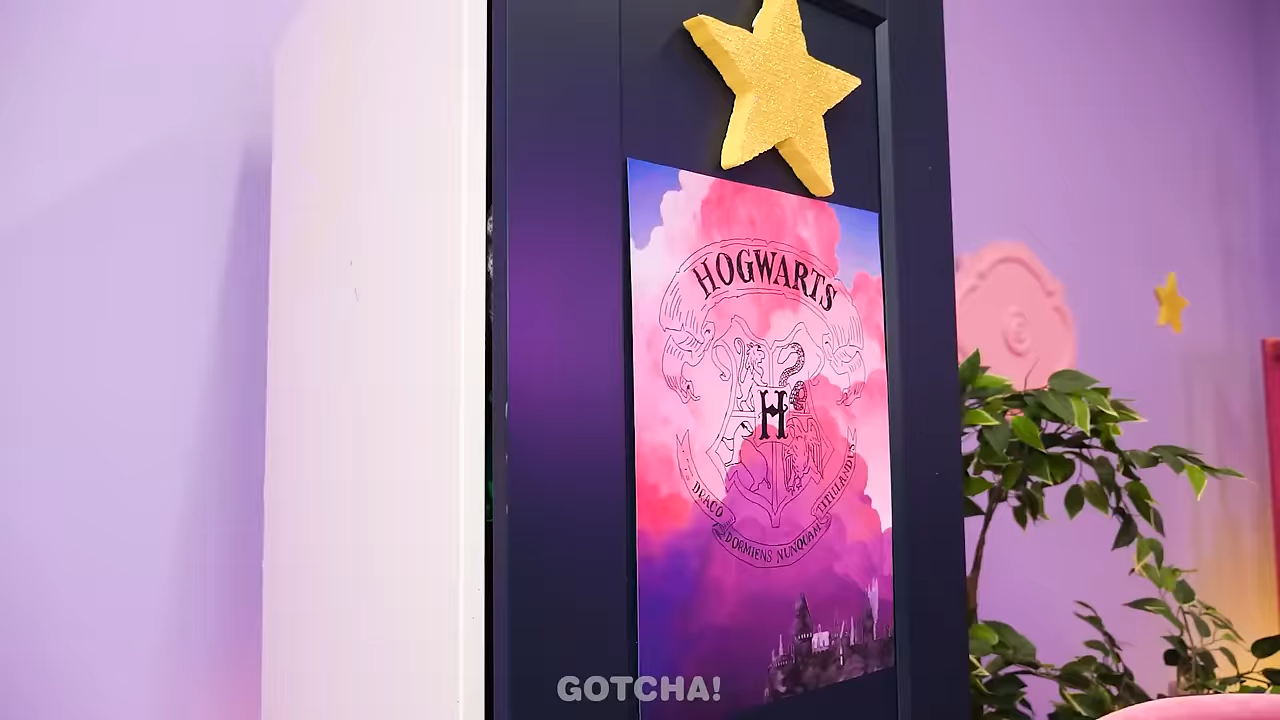 HOGWARTS
H
DRACO
DORMIENS NUNQUAM
TITILLANDUS
GOTCHA!